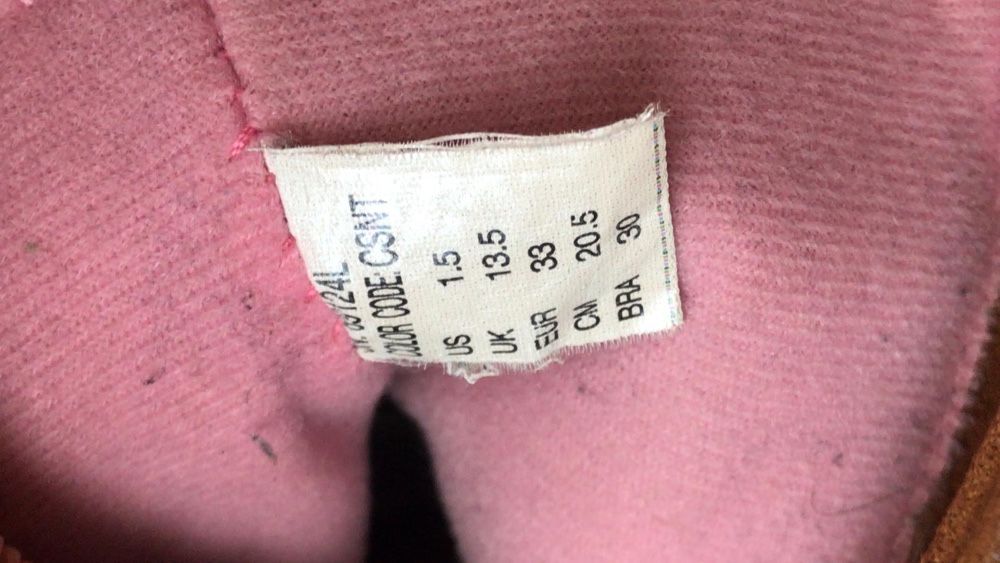 COLOR CODE: CSNT
US 1.5
UK 13.5
EUR 33
CM 20.5
BRA 30